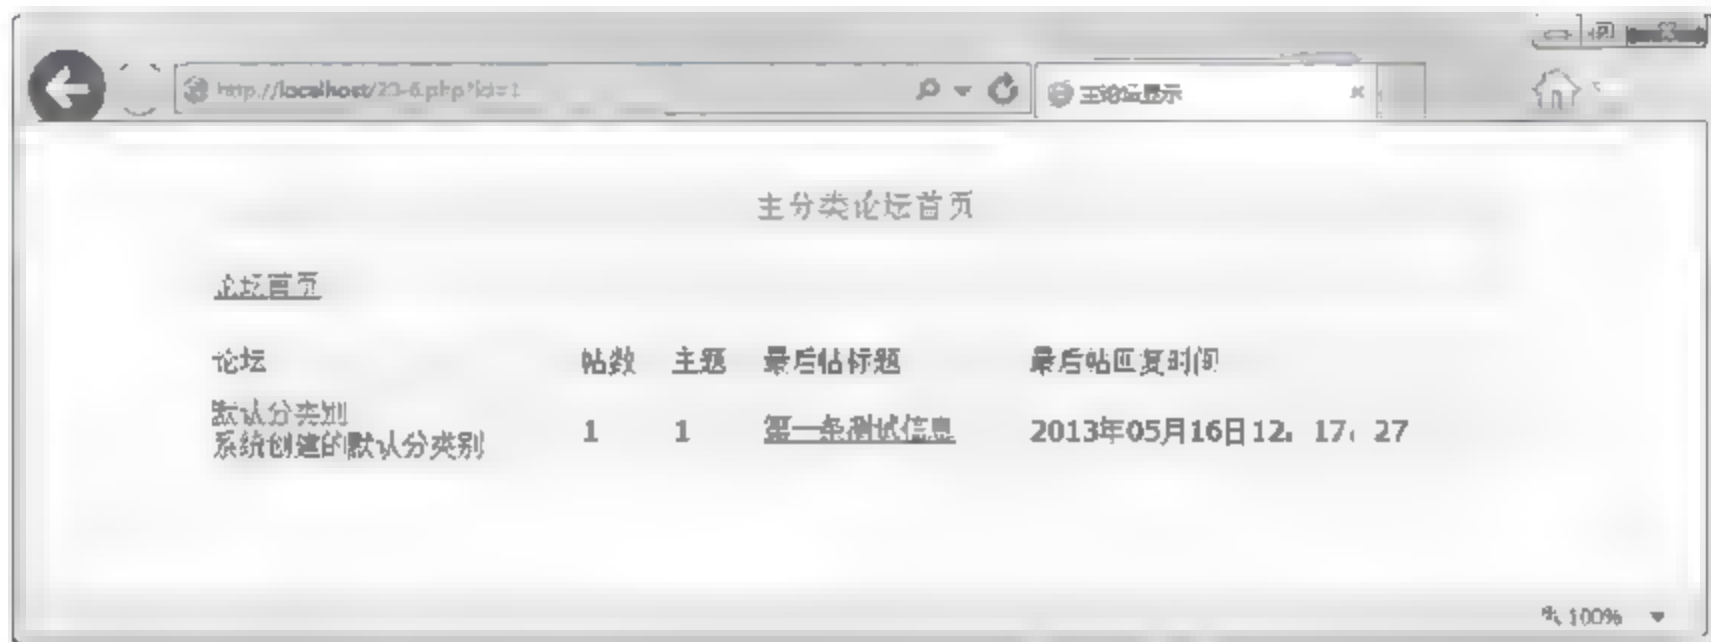 http://localhost/23-6.php?id=1
主论坛显示
主分类论坛首页
论坛首页
论坛 帖数 主题 最后帖标题 最后帖回复时间
默认分类别
系统创建的默认分类别 1 1 第一条测试信息 2013年05月16日12：17：27
100%